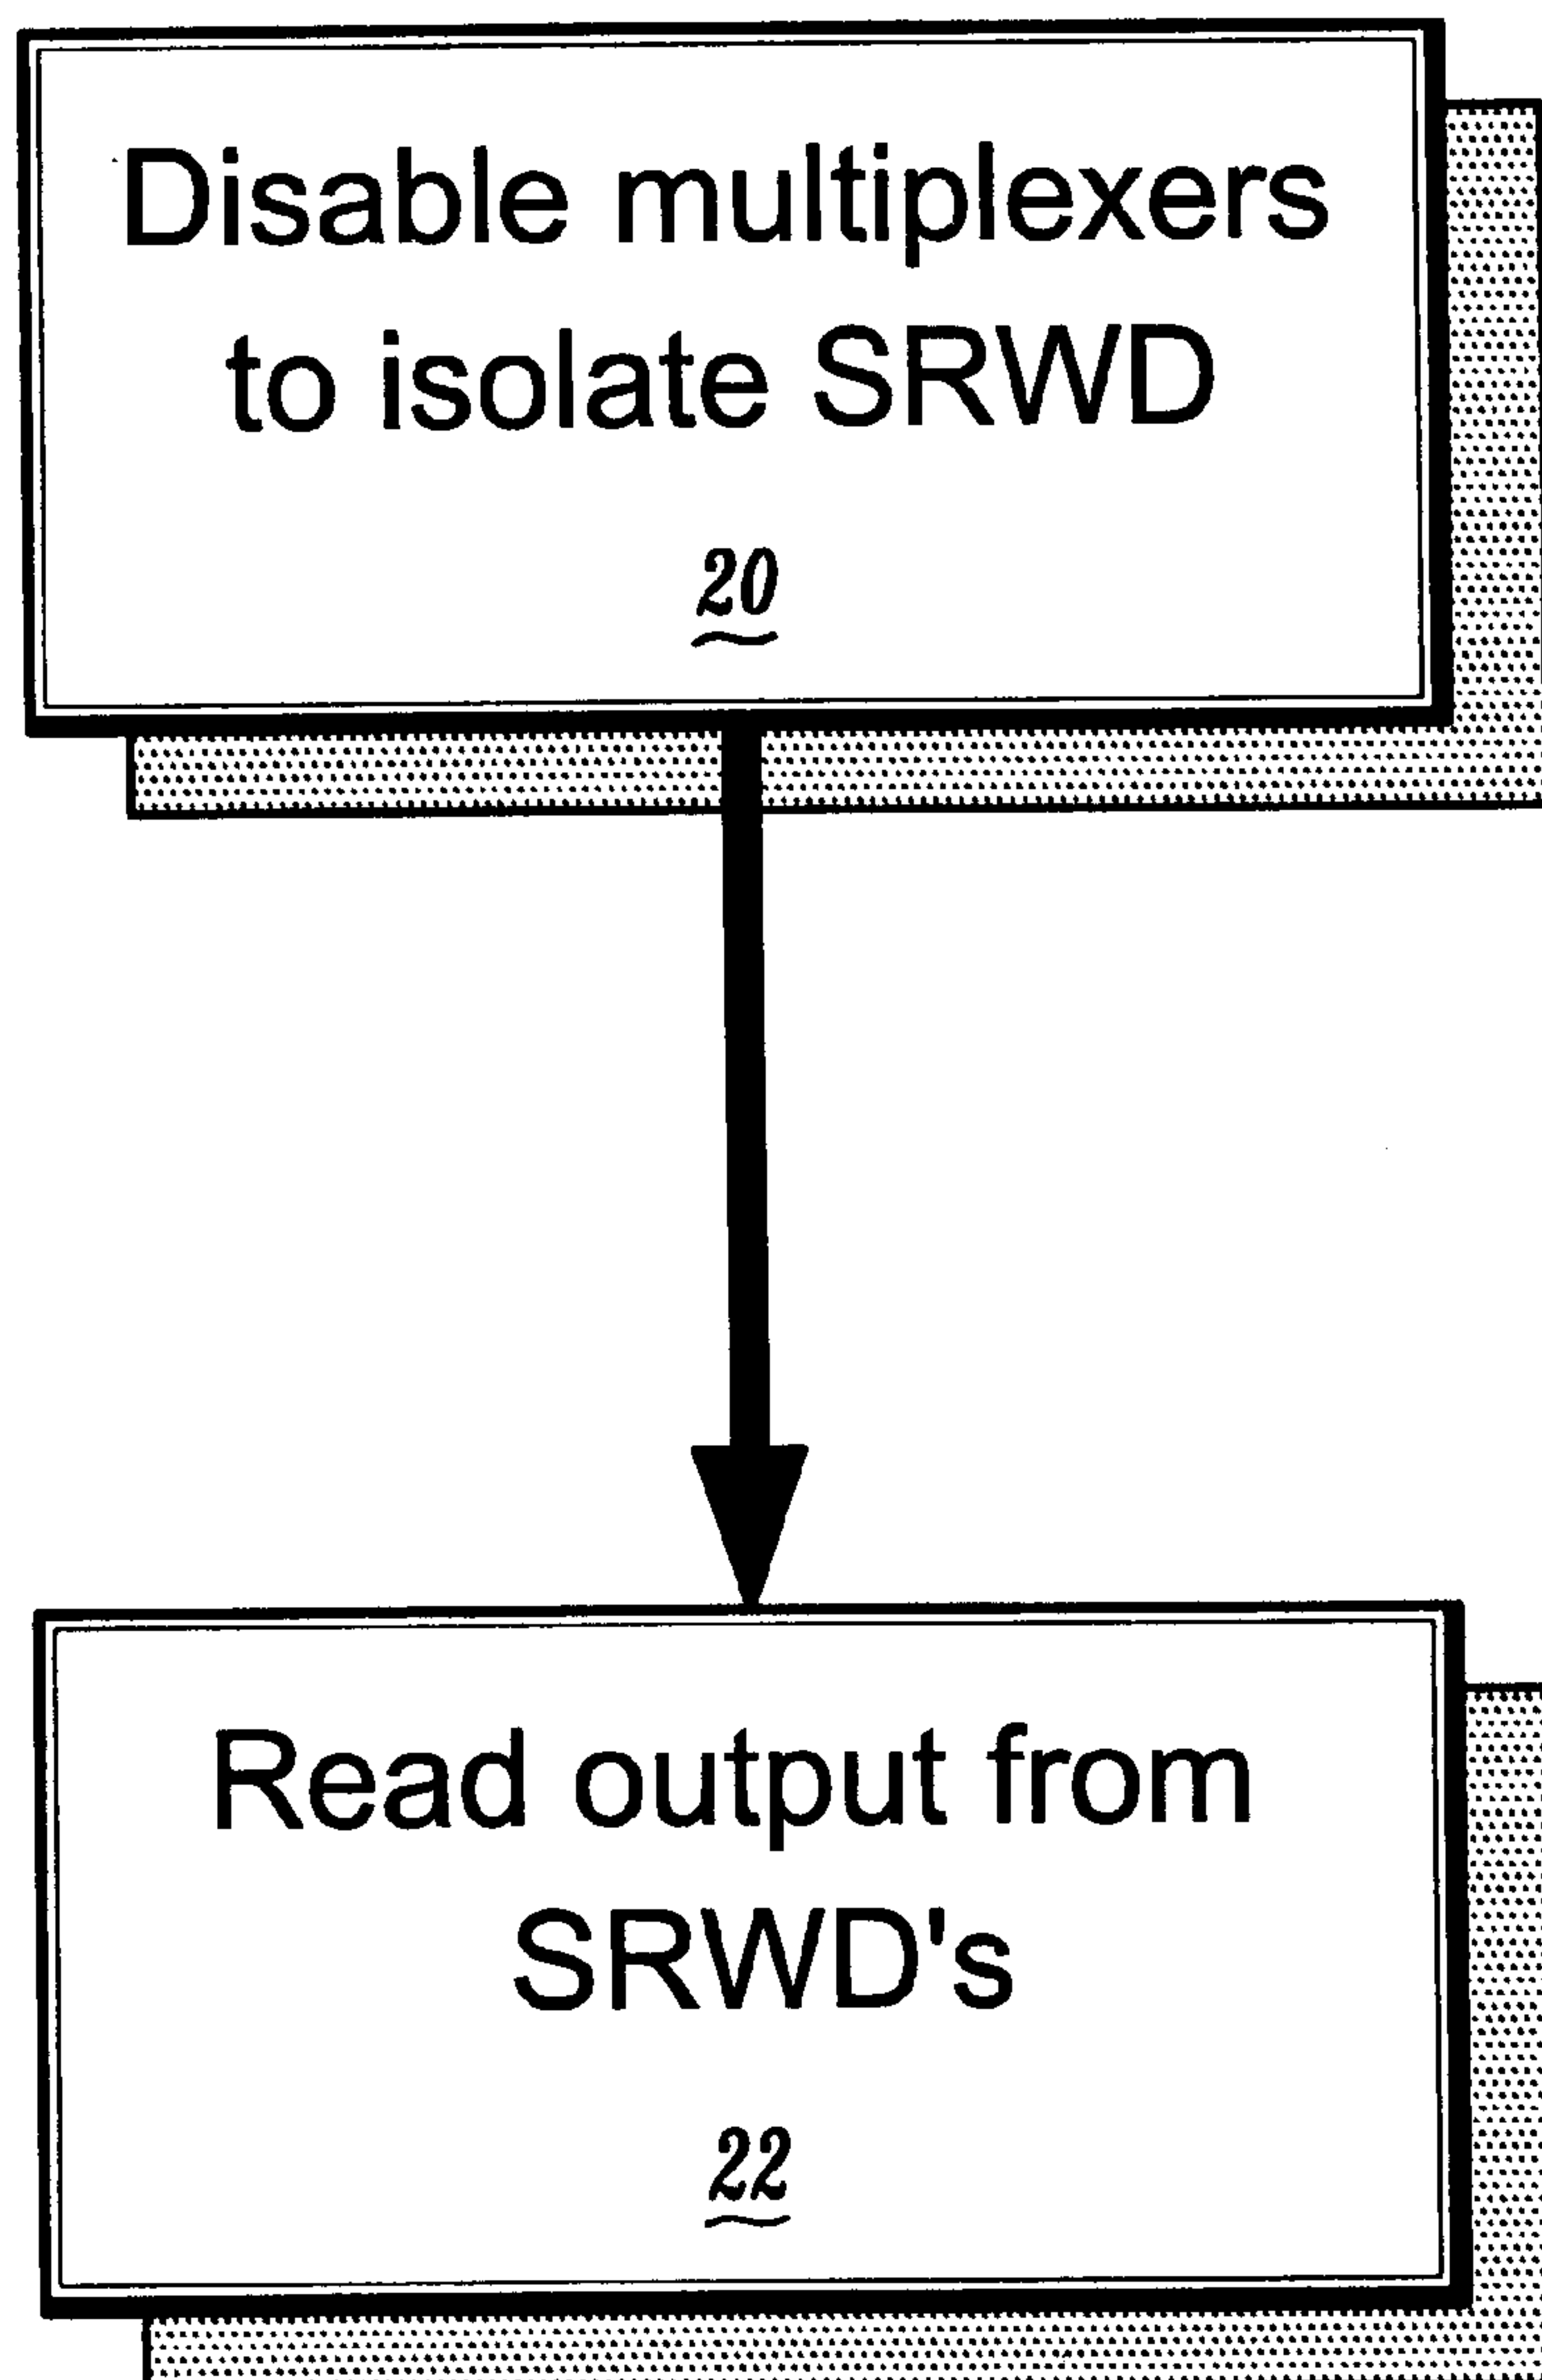 Disable multiplexers
to isolate SRWD
20
Read output from
SRWD's
22